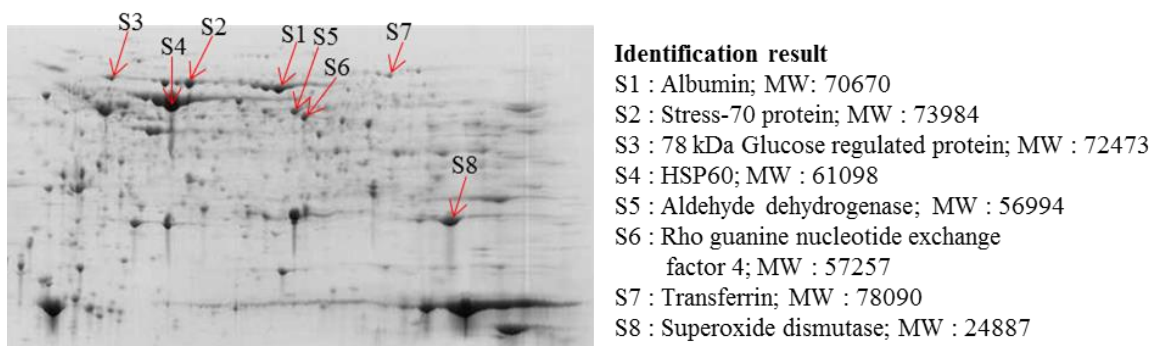 S3
S4
S2
S1
S5
S6
S7
S8
Identification result
S1 : Albumin; MW: 70670
S2 : Stress-70 protein; MW : 73984
S3 : 78 kDa Glucose regulated protein; MW : 72473
S4 : HSP60; MW : 61098
S5 : Aldehyde dehydrogenase; MW : 56994
S6 : Rho guanine nucleotide exchange
factor 4; MW : 57257
S7 : Transferrin; MW : 78090
S8 : Superoxide dismutase; MW : 24887